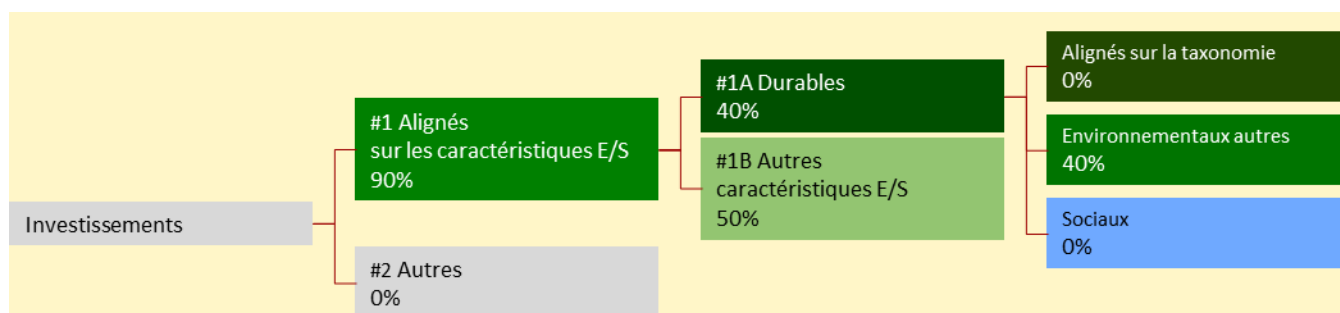 Investissements
#1 Alignés
sur les caractéristiques E/S
90%
#2 Autres
0%
#1A Durables
40%
#1B Autres
caractéristiques E/S
50%
Alignés sur la taxonomie
0%
Environnementaux autres
40%
Sociaux
0%